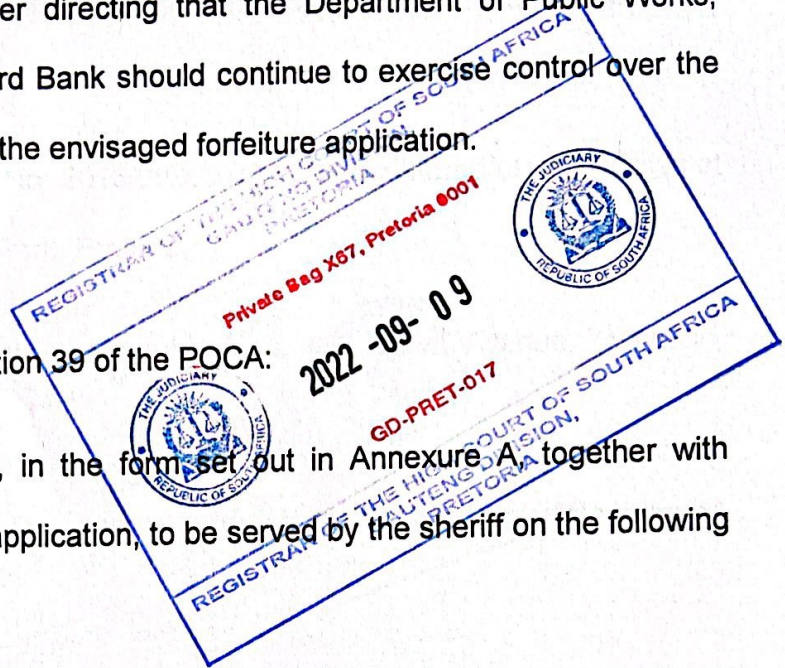 er directing that the Department of Public Works,
rd Bank should continue to exercise control over the
the envisaged forfeiture application.
tion 39 of the POCA:
, in the form set out in Annexure A, together with
application, to be served by the sheriff on the following
REGISTRAR OF THE HIGH COURT OF SOUTH AFRICA
GAUTENG DIVISION,
PRETORIA
Private Bag X67, Pretoria 0001
THE JUDICIARY
REPUBLIC OF SOUTH AFRICA
2022 -09- 09
THE JUDICIARY
REPUBLIC OF SOUTH AFRICA
GD-PRET-017
REGISTRAR OF THE HIGH COURT OF SOUTH AFRICA
GAUTENG DIVISION,
PRETORIA